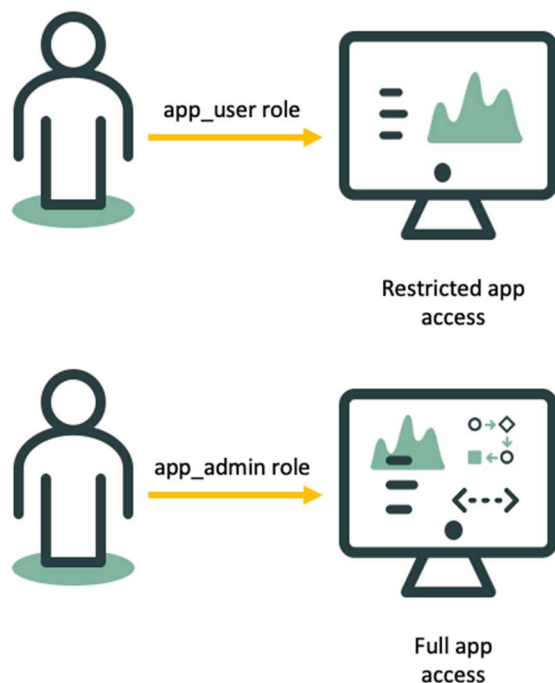 app_user role
Restricted app
access
app_admin role
Full app
access